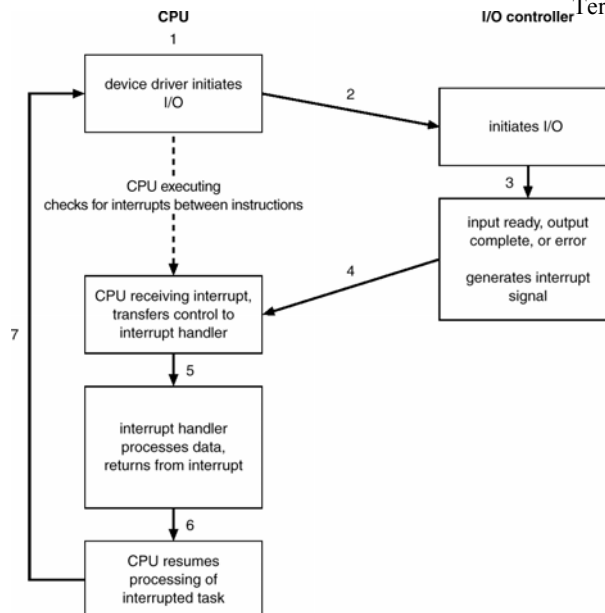 Ter
CPU
I/O controller
1
device driver initiates
I/O
2
initiates I/O
3
CPU executing
checks for interrupts between instructions
input ready, output
complete, or error
generates interrupt
signal
4
CPU receiving interrupt,
transfers control to
interrupt handler
7
5
interrupt handler
processes data,
returns from interrupt
6
CPU resumes
processing of
interrupted task